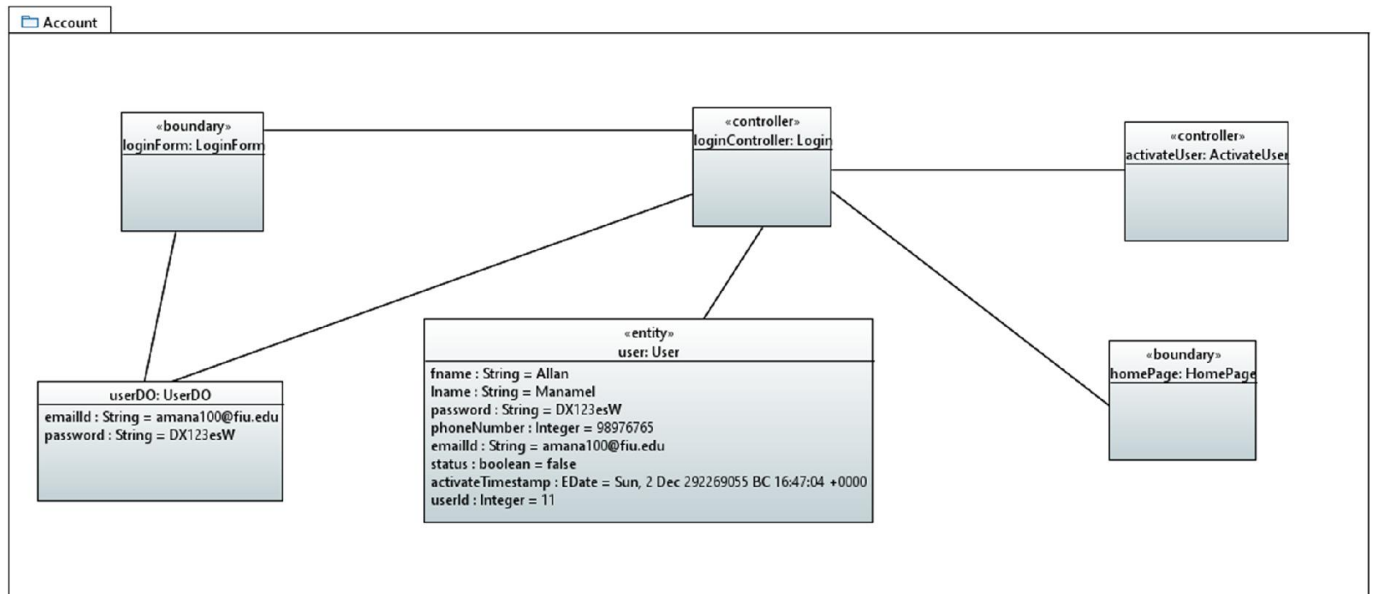 Account
«boundary»
loginForm: LoginForm
«controller»
loginController: Login
«controller»
activateUser: ActivateUser
userDO: UserDO
emailId : String = amana100@fiu.edu
password : String = DX123esW
«entity»
user: User
fname : String = Allan
lname : String = Manamel
password : String = DX123esW
phoneNumber : Integer = 98976765
emailId : String = amana100@fiu.edu
status : boolean = false
activateTimestamp : EDate = Sun, 2 Dec 292269055 BC 16:47:04 +0000
userId : Integer = 11
«boundary»
homePage: HomePage